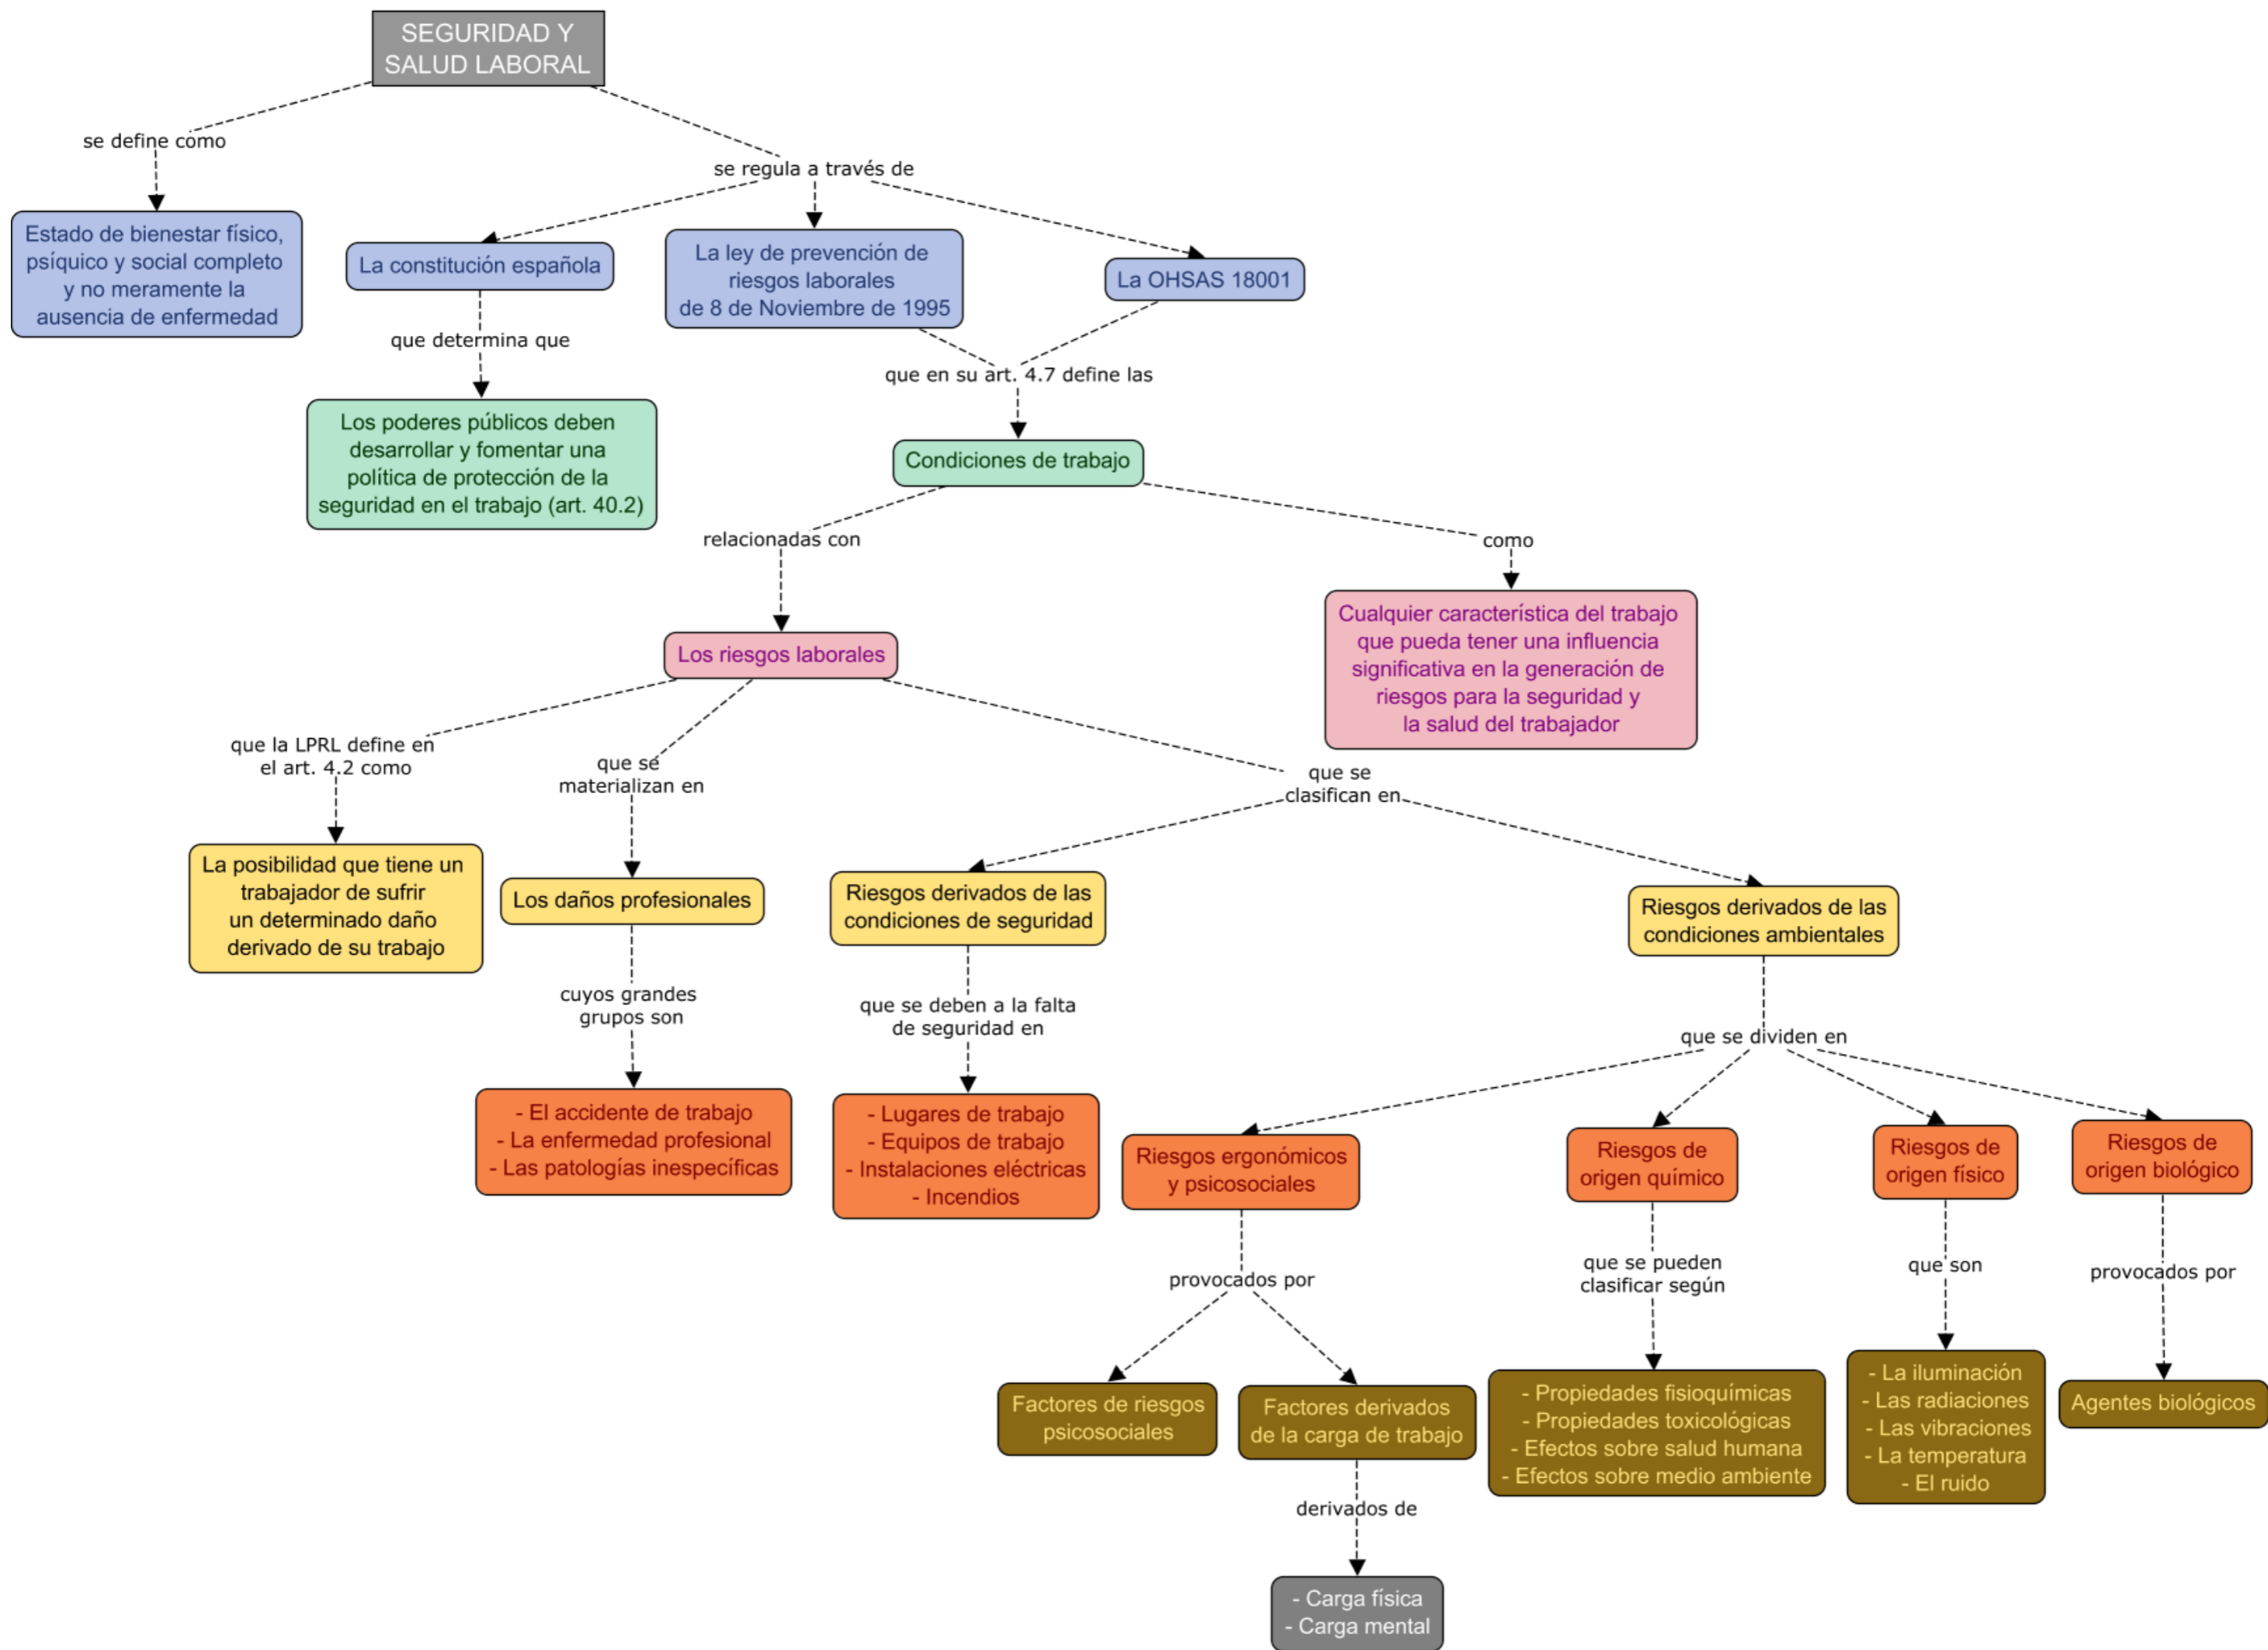 SEGURIDAD Y
SALUD LABORAL
se define como
se regula a través de
Estado de bienestar físico,
psíquico y social completo
y no meramente la
ausencia de enfermedad
La constitución española
La ley de prevención de
riesgos laborales
de 8 de Noviembre de 1995
La OHSAS 18001
que determina que
que en su art. 4.7 define las
Los poderes públicos deben
desarrollar y fomentar una
política de protección de la
seguridad en el trabajo (art. 40.2)
Condiciones de trabajo
relacionadas con
como
Los riesgos laborales
Cualquier característica del trabajo
que pueda tener una influencia
significativa en la generación de
riesgos para la seguridad y
la salud del trabajador
que la LPRL define en
el art. 4.2 como
que se
materializan en
que se
clasifican en
La posibilidad que tiene un
trabajador de sufrir
un determinado daño
derivado de su trabajo
Los daños profesionales
Riesgos derivados de las
condiciones de seguridad
Riesgos derivados de las
condiciones ambientales
cuyos grandes
grupos son
que se deben a la falta
de seguridad en
que se dividen en
- El accidente de trabajo
- La enfermedad profesional
- Las patologías inespecíficas
- Lugares de trabajo
- Equipos de trabajo
- Instalaciones eléctricas
- Incendios
Riesgos ergonómicos
y psicosociales
Riesgos de
origen químico
Riesgos de
origen físico
Riesgos de
origen biológico
provocados por
que se pueden
clasificar según
que son
provocados por
Factores de riesgos
psicosociales
Factores derivados
de la carga de trabajo
- Propiedades fisioquímicas
- Propiedades toxicológicas
- Efectos sobre salud humana
- Efectos sobre medio ambiente
- La iluminación
- Las radiaciones
- Las vibraciones
- La temperatura
- El ruido
Agentes biológicos
derivados de
- Carga física
- Carga mental